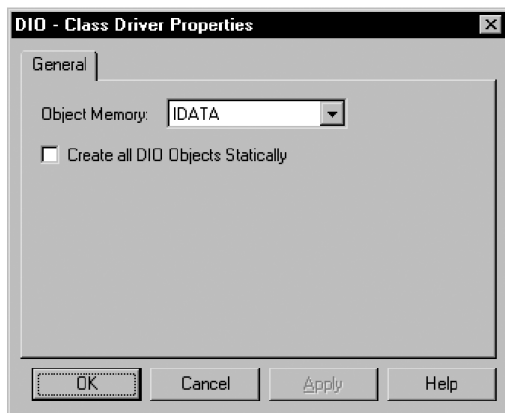 DIO - Class Driver Properties
General
Object Memory: IDATA
Create all DIO Objects Statically
OK Cancel Apply Help